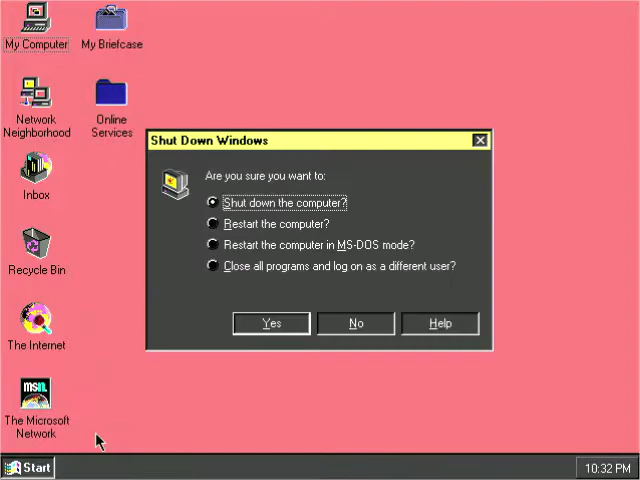 My Computer
My Briefcase
Network
Neighborhood
Online
Services
Inbox
Recycle Bin
The Internet
msn.
The Microsoft
Network
Shut Down Windows
Are you sure you want to:
Shut down the computer?
Restart the computer?
Restart the computer in MS-DOS mode?
Close all programs and log on as a different user?
Yes
No
Help
Start
10:32 PM